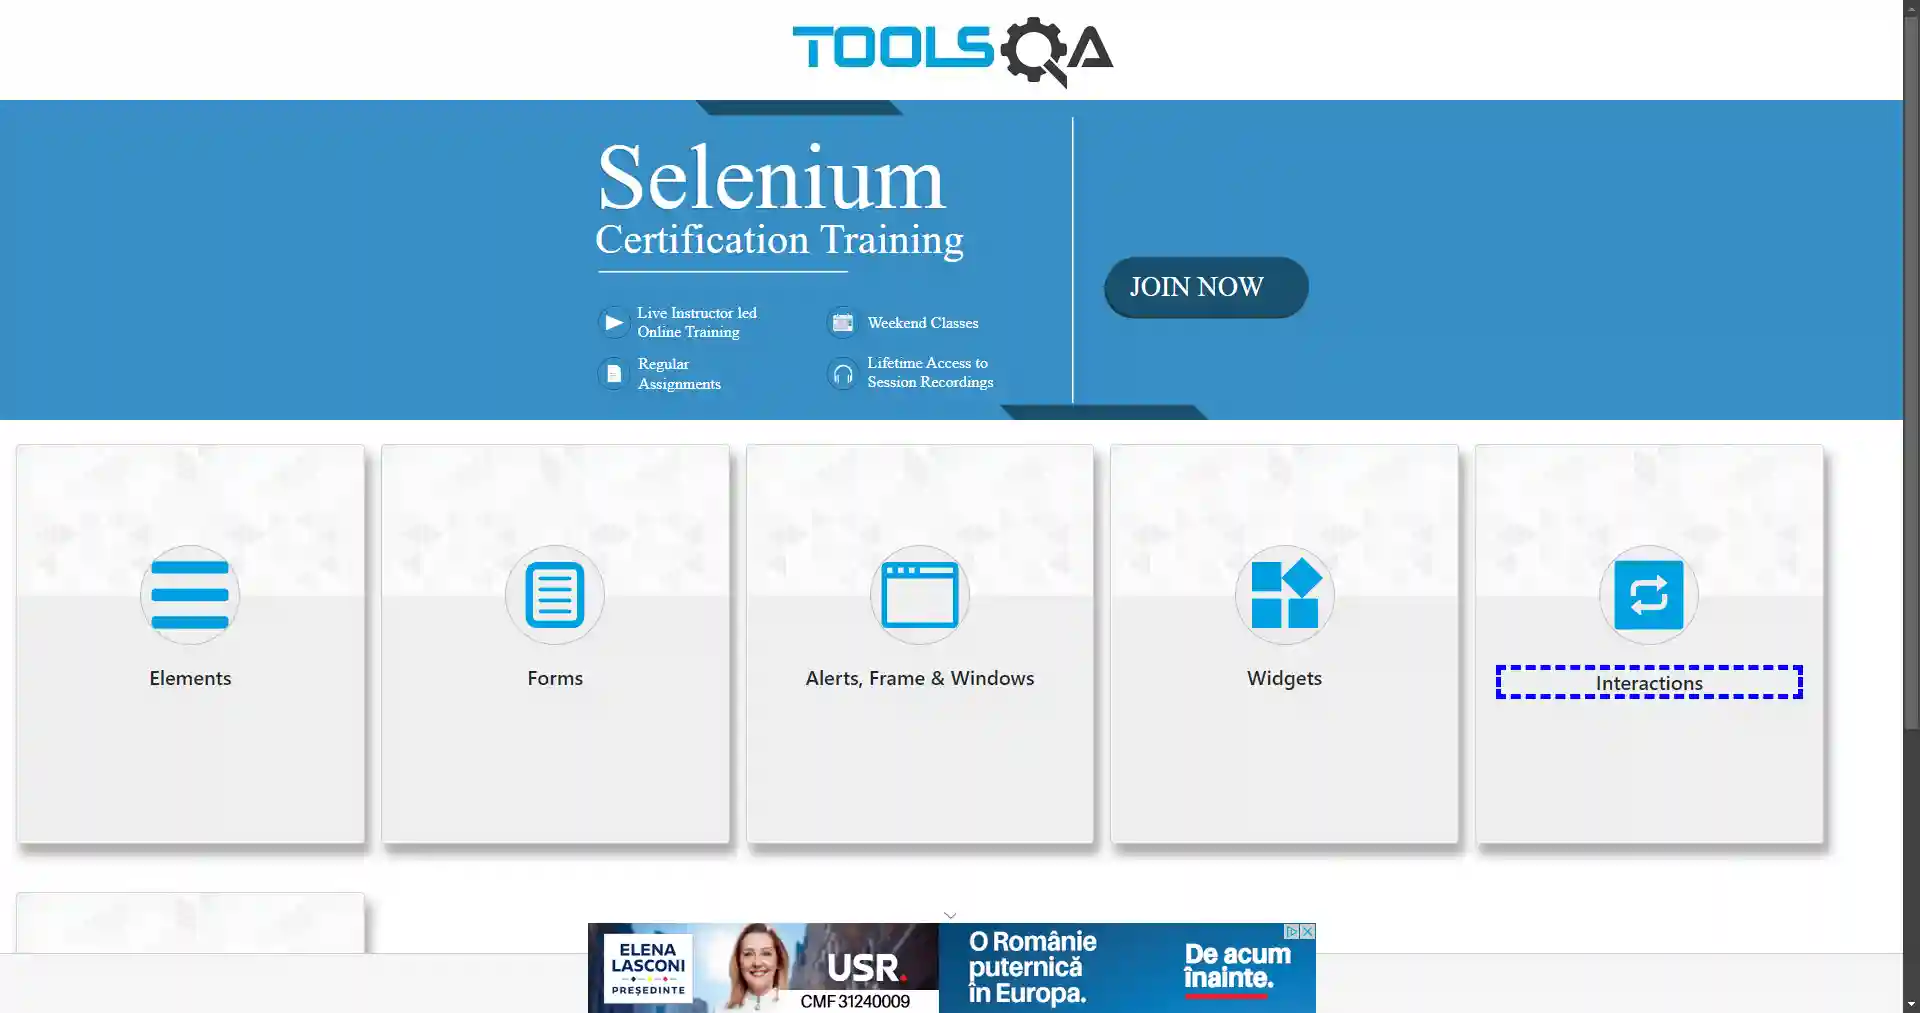 TOOLSQA
Selenium
Certification Training
Live Instructor led
Online Training
Weekend Classes
Regular
Assignments
Lifetime Access to
Session Recordings
JOIN NOW
Elements
Forms
Alerts, Frame & Windows
Widgets
Interactions
ELENA
LASCONI
PREȘEDINTE
USR.
CMF 31240009
O Românie
puternică
în Europa.
De acum
înainte.